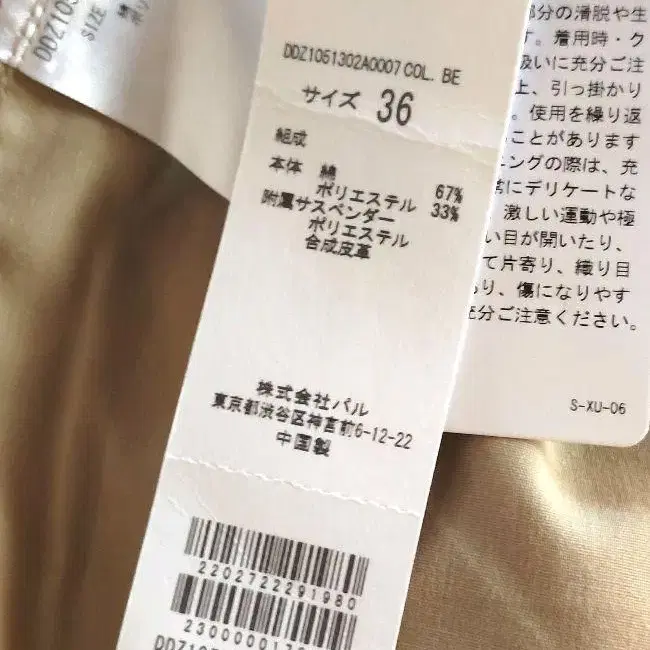 DDZ105
SIZE
DDZ1051302A0007 COL. BE
サイズ 36
組成
本体 綿 67%
ポリエステル 33%
附属サスペンダー
ポリエステル
合成皮革
株式会社パル
東京都渋谷区神宮前6-12-22
中国製
2202722291980
23000001
部分の滑脱や生
す。着用時・ク
扱いに充分ご注
上、引っ掛かり
。使用を繰り返
ことがあります
ニングの際は、充
常にデリケートな
激しい運動や極
い目が開いたり、
て片寄り、織り目
り、傷になりやす
充分ご注意ください。
S-XU-06